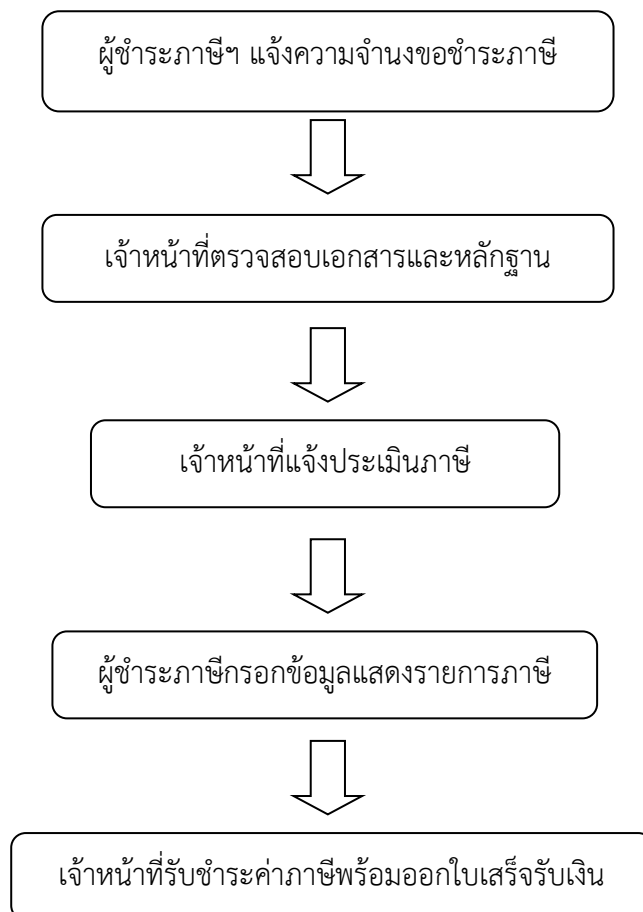 ผู้ชำระภาษีฯ แจ้งความจำนงขอชำระภาษี
เจ้าหน้าที่ตรวจสอบเอกสารและหลักฐาน
เจ้าหน้าที่แจ้งประเมินภาษี
ผู้ชำระภาษีกรอกข้อมูลแสดงรายการภาษี
เจ้าหน้าที่รับชำระค่าภาษีพร้อมออกใบเสร็จรับเงิน